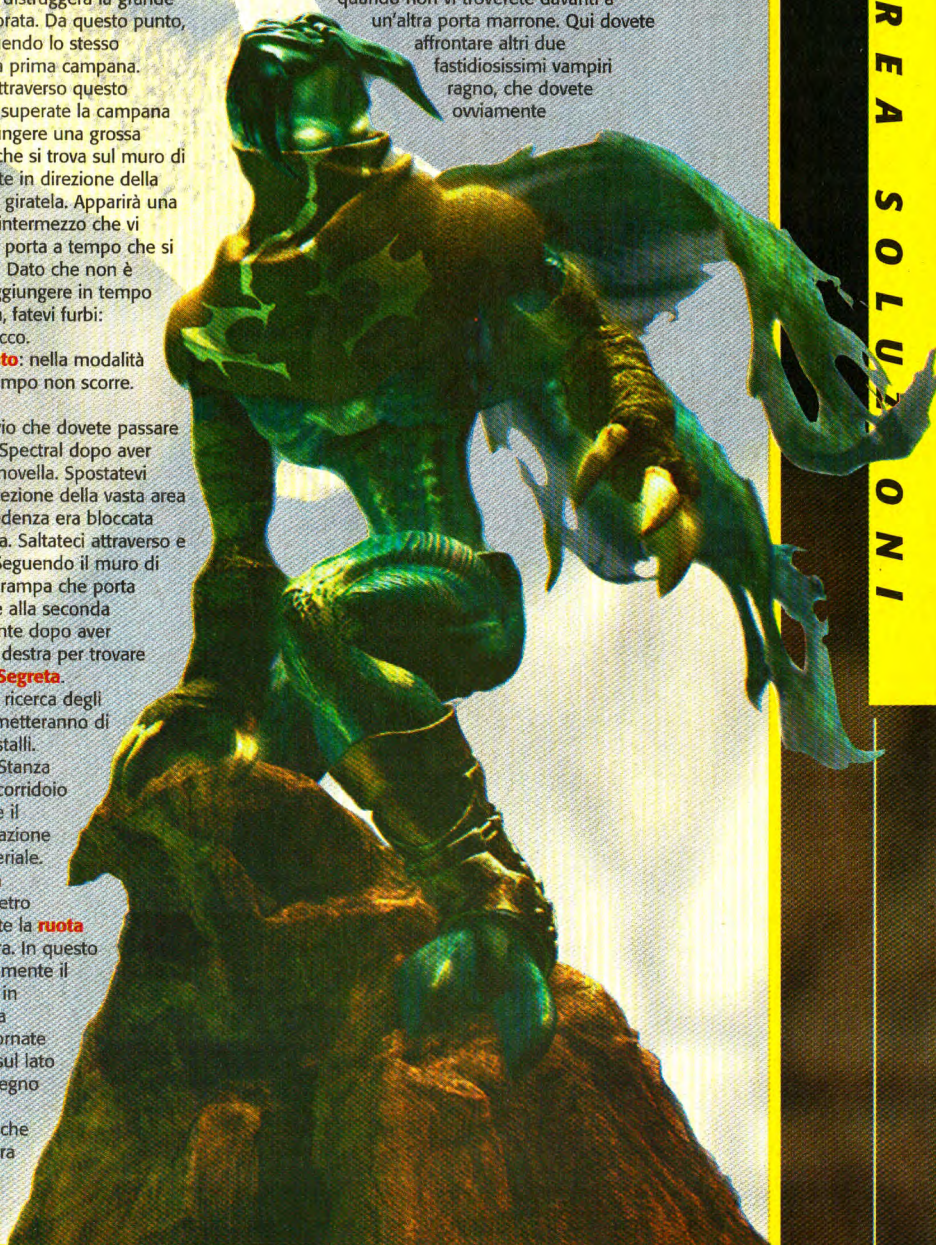 distruggerà la grande
orata. Da questo punto,
endo lo stesso
a prima campana.
ttraverso questo
superate la campana
ungere una grossa
che si trova sul muro di
te in direzione della
giratela. Apparirà una
intermezzo che vi
porta a tempo che si
Dato che non è
ggiungere in tempo
, fatevi furbi:
cco.
to: nella modalità
mpo non scorre.
rio che dovete passare
Spectral dopo aver
novella. Spostatevi
ezione della vasta area
edenza era bloccata
a. Saltateci attraverso e
Seguendo il muro di
rampa che porta
e alla seconda
nte dopo aver
destra per trovare
Segreta.
ricerca degli
metteranno di
stalli.
Stanza
corridoio
e il
azione
eriale.
etro
te la ruota
ra. In questo
mente il
in
a
ornate
sul lato
egno
che
ra
quando non vi troverete davanti a
un'altra porta marrone. Qui dovete
affrontare altri due
fastidiosissimi vampiri
ragno, che dovete
ovviamente
REA SOLUZIONI